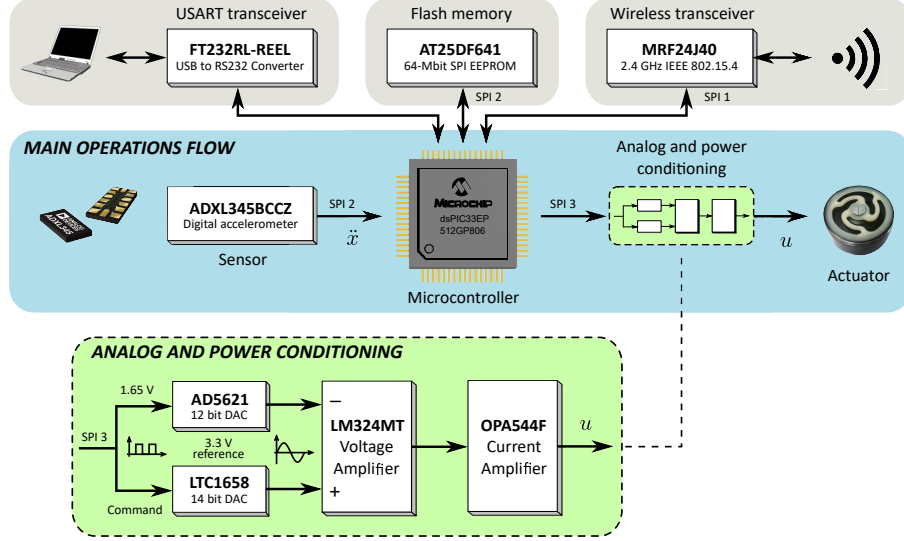 USART transceiver
Flash memory
Wireless transceiver
FT232RL-REEL
USB to RS232 Converter
AT25DF641
64-Mbit SPI EEPROM
MRF24J40
2.4 GHz IEEE 802.15.4
SPI 2
SPI 1
MAIN OPERATIONS FLOW
Analog and power
conditioning
ADXL345
ADXL345BCCZ
Digital accelerometer
Sensor
SPI 2
ẍ
MICROCHIP
dsPIC33EP
512GP806
Microcontroller
SPI 3
u
Actuator
ANALOG AND POWER CONDITIONING
1.65 V
AD5621
12 bit DAC
SPI 3
3.3 V
reference
Command
LTC1658
14 bit DAC
−
LM324MT
Voltage
Amplifier
+
OPA544F
Current
Amplifier
u